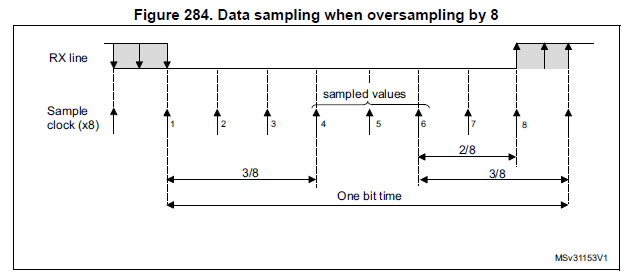 Figure 284. Data sampling when oversampling by 8
RX line
sampled values
Sample
clock (x8)
1 2 3 4 5 6 7 8
2/8
3/8 3/8
One bit time
MSv31153V1